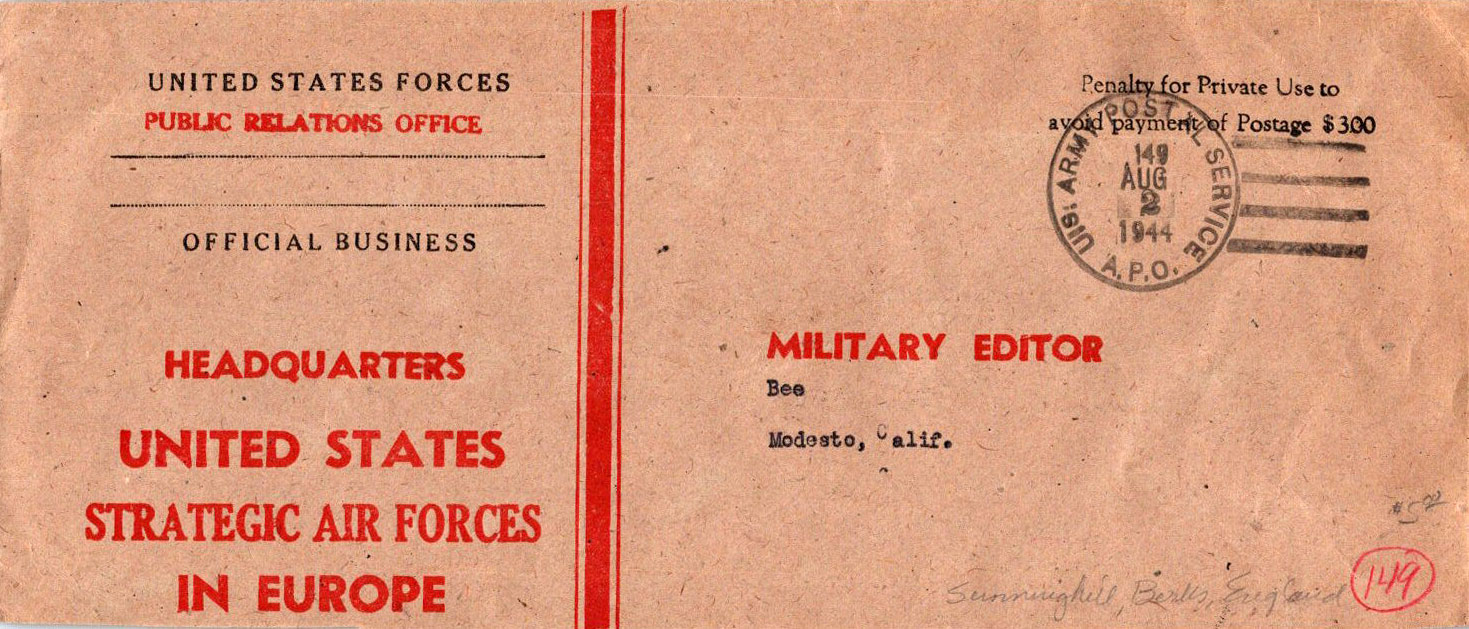 UNITED STATES FORCES
PUBLIC RELATIONS OFFICE
OFFICIAL BUSINESS
HEADQUARTERS
UNITED STATES
STRATEGIC AIR FORCES
IN EUROPE
Penalty for Private Use to
avoid payment of Postage $300
U.S. ARMY POSTAL SERVICE
149
AUG
2
1944
A.P.O.
MILITARY EDITOR
Bee
Modesto, Calif.
$5.00
Sunninghill, Berks, England
149